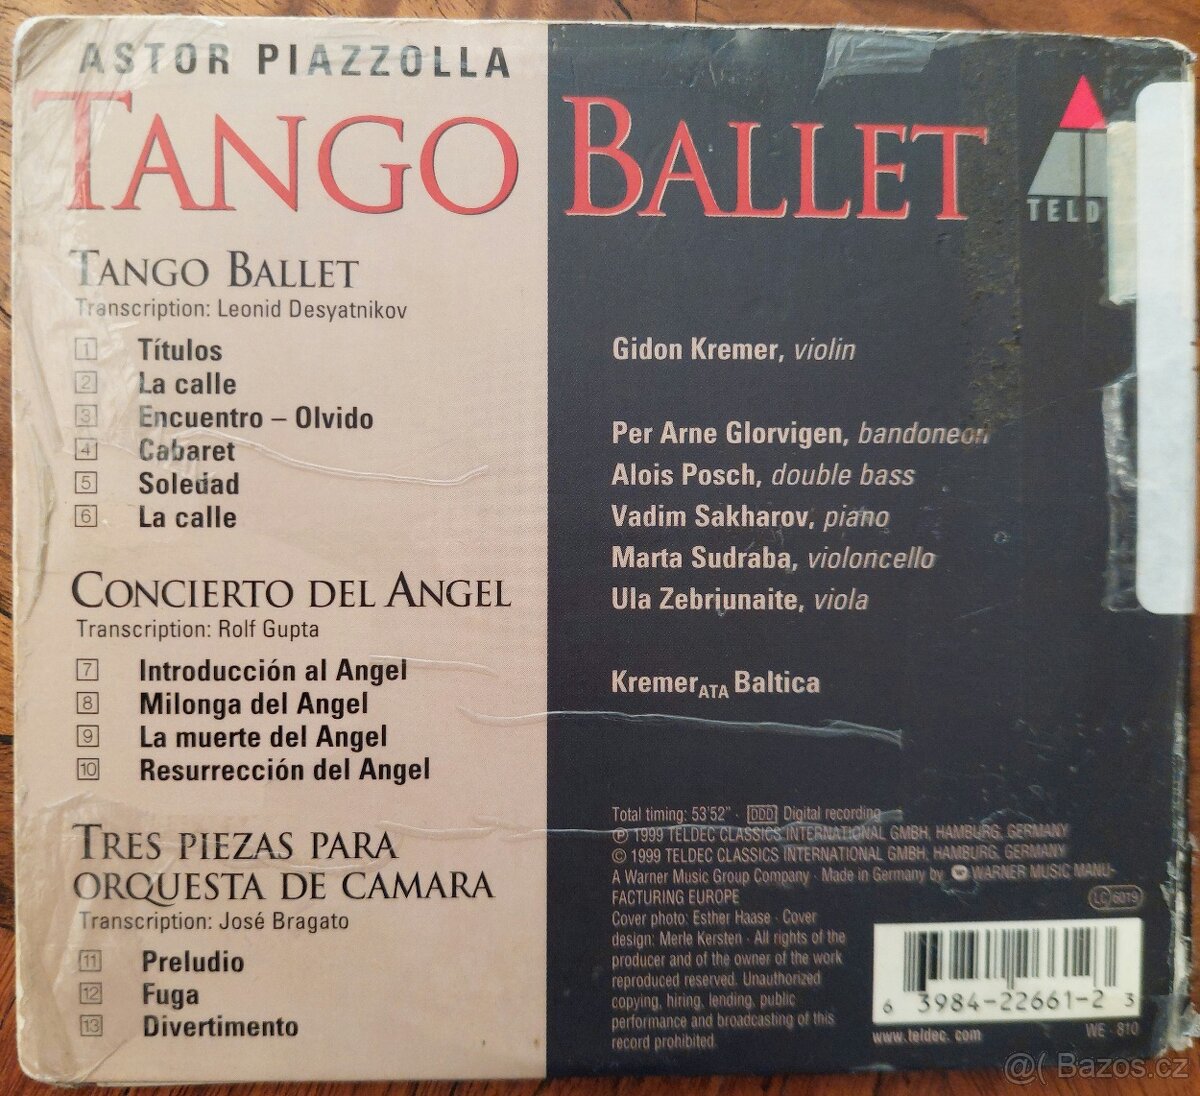 ASTOR PIAZZOLLA
TANGO BALLET
TELD
TANGO BALLET
Transcription: Leonid Desyatnikov
1 Títulos
2 La calle
3 Encuentro – Olvido
4 Cabaret
5 Soledad
6 La calle
CONCIERTO DEL ANGEL
Transcription: Rolf Gupta
7 Introducción al Angel
8 Milonga del Angel
9 La muerte del Angel
10 Resurrección del Angel
TRES PIEZAS PARA
ORQUESTA DE CAMARA
Transcription: José Bragato
11 Preludio
12 Fuga
13 Divertimento
Gidon Kremer, violin
Per Arne Glorvigen, bandoneon
Alois Posch, double bass
Vadim Sakharov, piano
Marta Sudraba, violoncello
Ula Zebriunaite, viola
KremerATA Baltica
Total timing: 53'52" · DDD Digital recording
℗ 1999 TELDEC CLASSICS INTERNATIONAL GMBH, HAMBURG, GERMANY
© 1999 TELDEC CLASSICS INTERNATIONAL GMBH, HAMBURG, GERMANY
A Warner Music Group Company · Made in Germany by WARNER MUSIC MANU-
FACTURING EUROPE
LC 6019
Cover photo: Esther Haase · Cover
design: Merle Kersten · All rights of the
producer and of the owner of the work
reproduced reserved. Unauthorized
copying, hiring, lending, public
performance and broadcasting of this
record prohibited.
6 3984-22661-2 3
www.teldec.com WE · 810
@( Bazos.cz